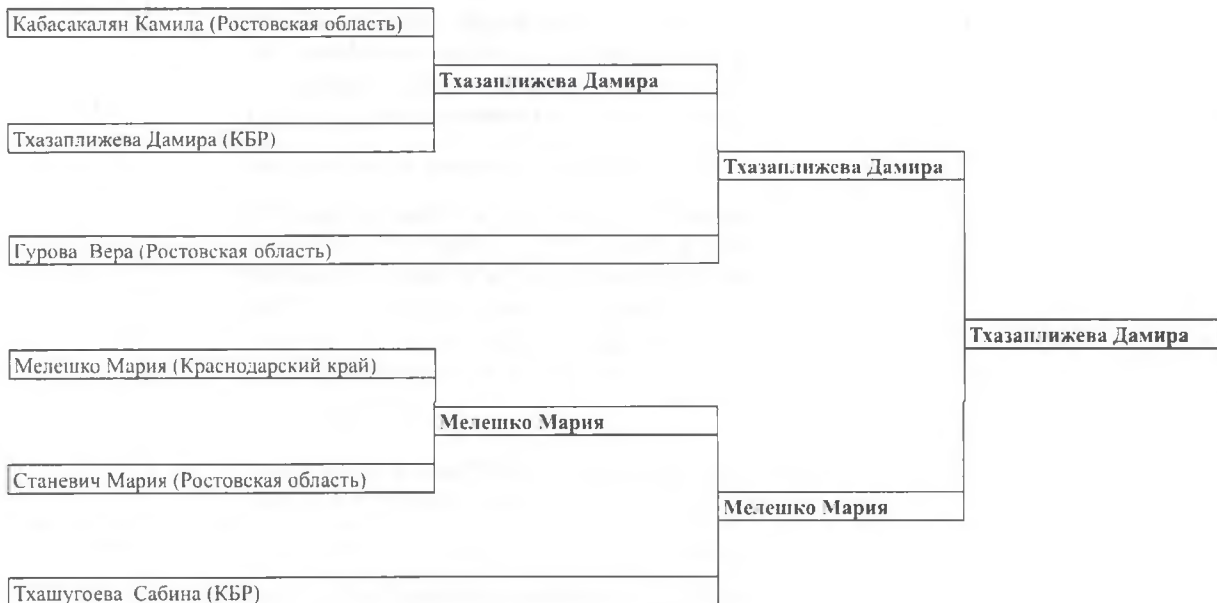 Кабасакалян Камила (Ростовская область)
Тхазаплижева Дамира
Тхазаплижева Дамира (КБР)
Тхазаплижева Дамира
Гурова Вера (Ростовская область)
Тхазаплижева Дамира
Мелешко Мария (Краснодарский край)
Мелешко Мария
Станевич Мария (Ростовская область)
Мелешко Мария
Тхашугоева Сабина (КБР)